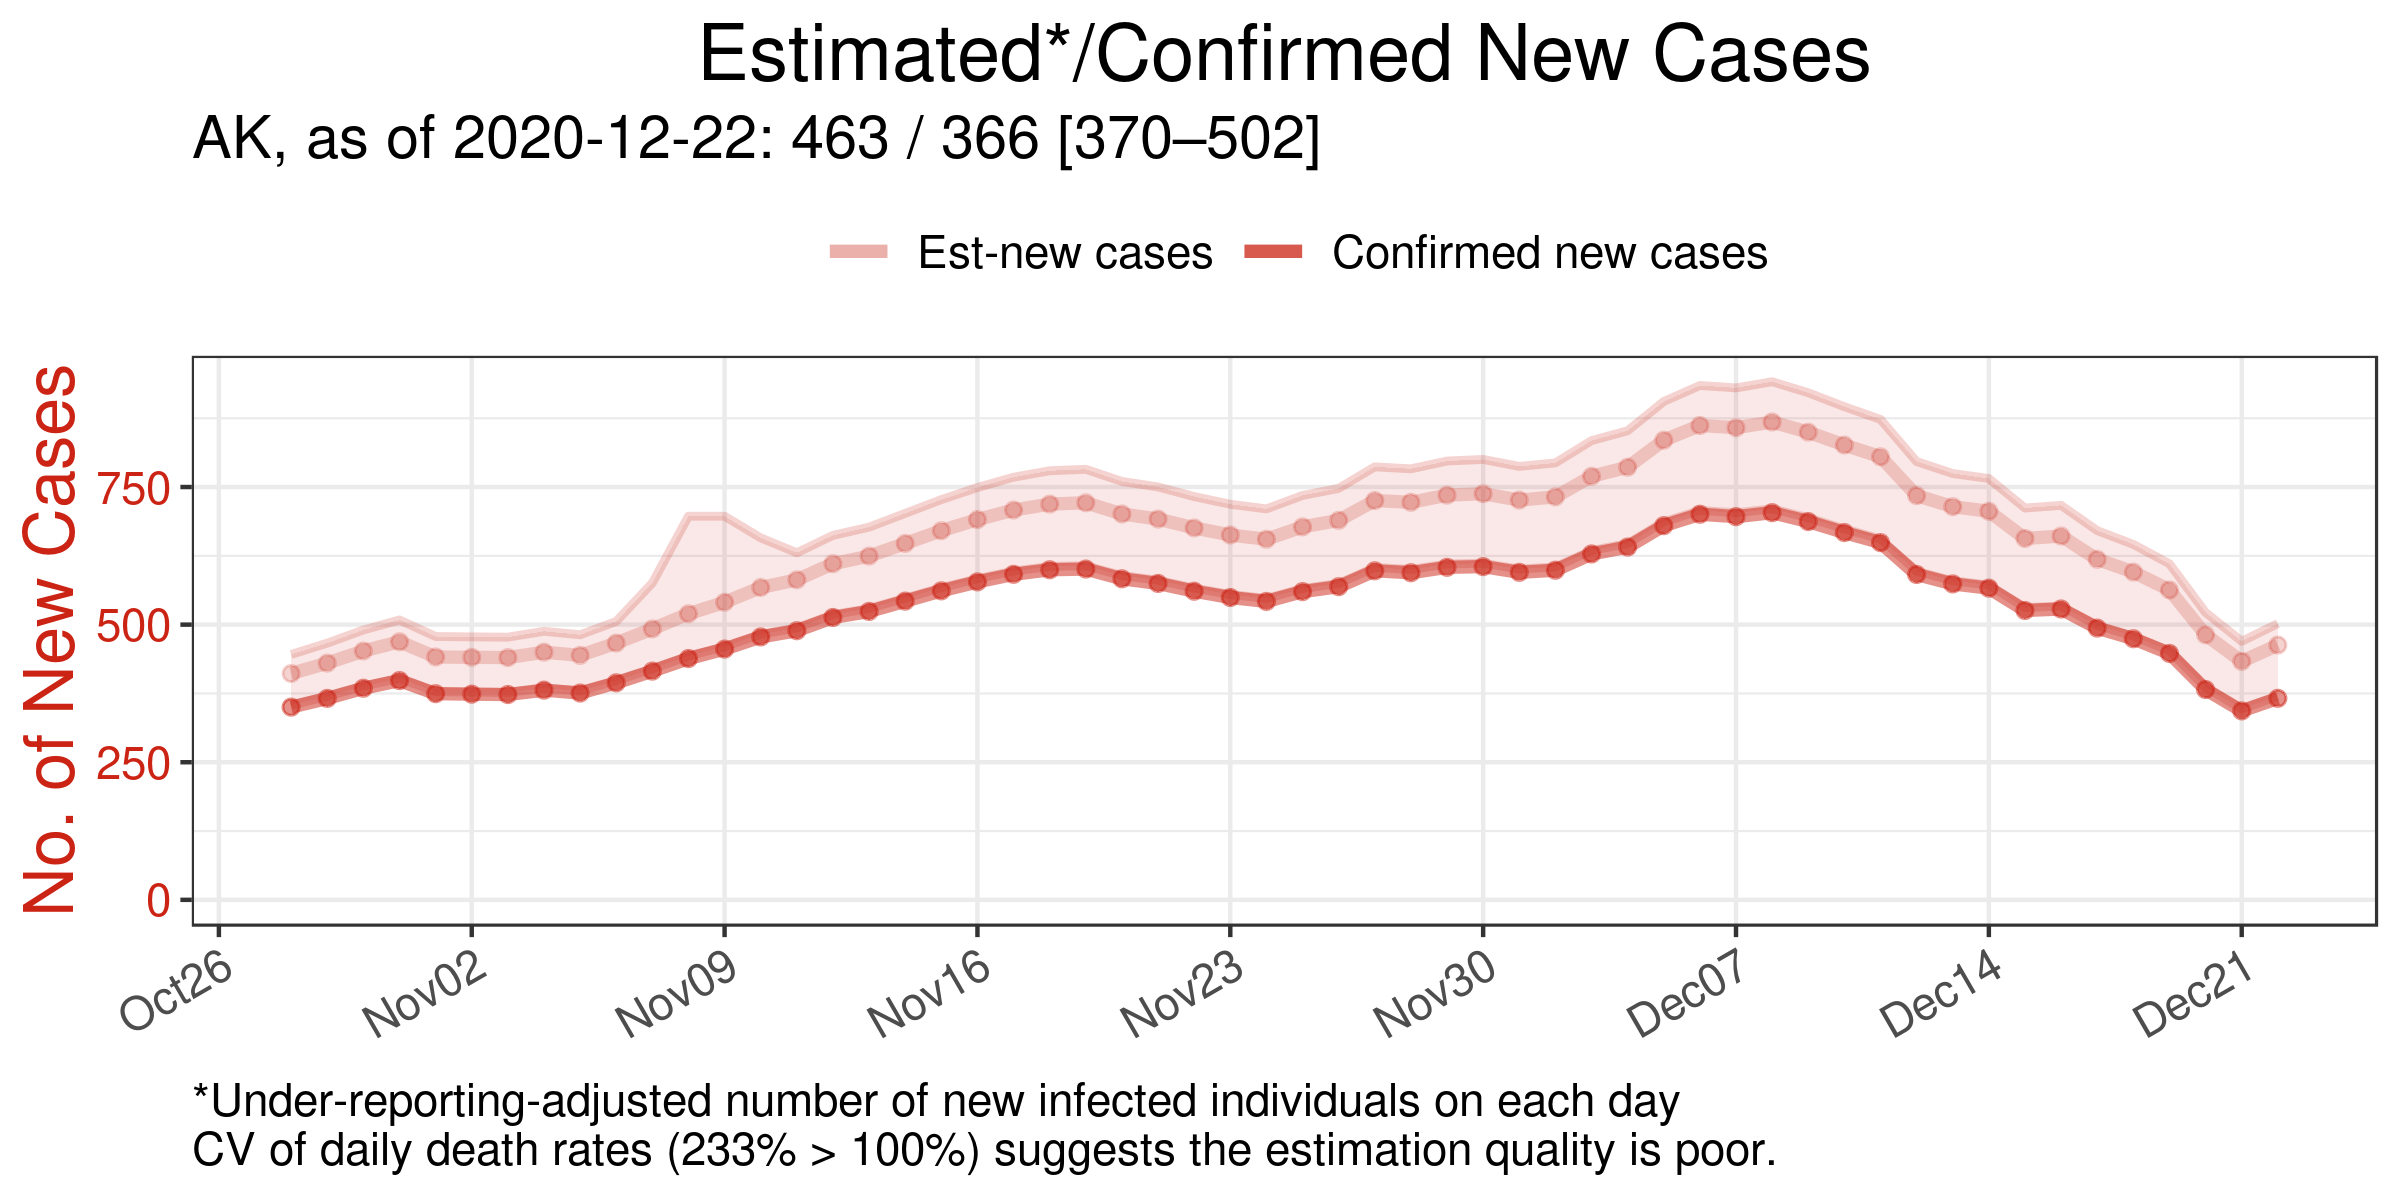 Estimated*/Confirmed New Cases
AK, as of 2020-12-22: 463 / 366 [370–502]
Est-new cases Confirmed new cases
No. of New Cases
750
500
250
0
Oct26 Nov02 Nov09 Nov16 Nov23 Nov30 Dec07 Dec14 Dec21
*Under-reporting-adjusted number of new infected individuals on each day
CV of daily death rates (233% > 100%) suggests the estimation quality is poor.